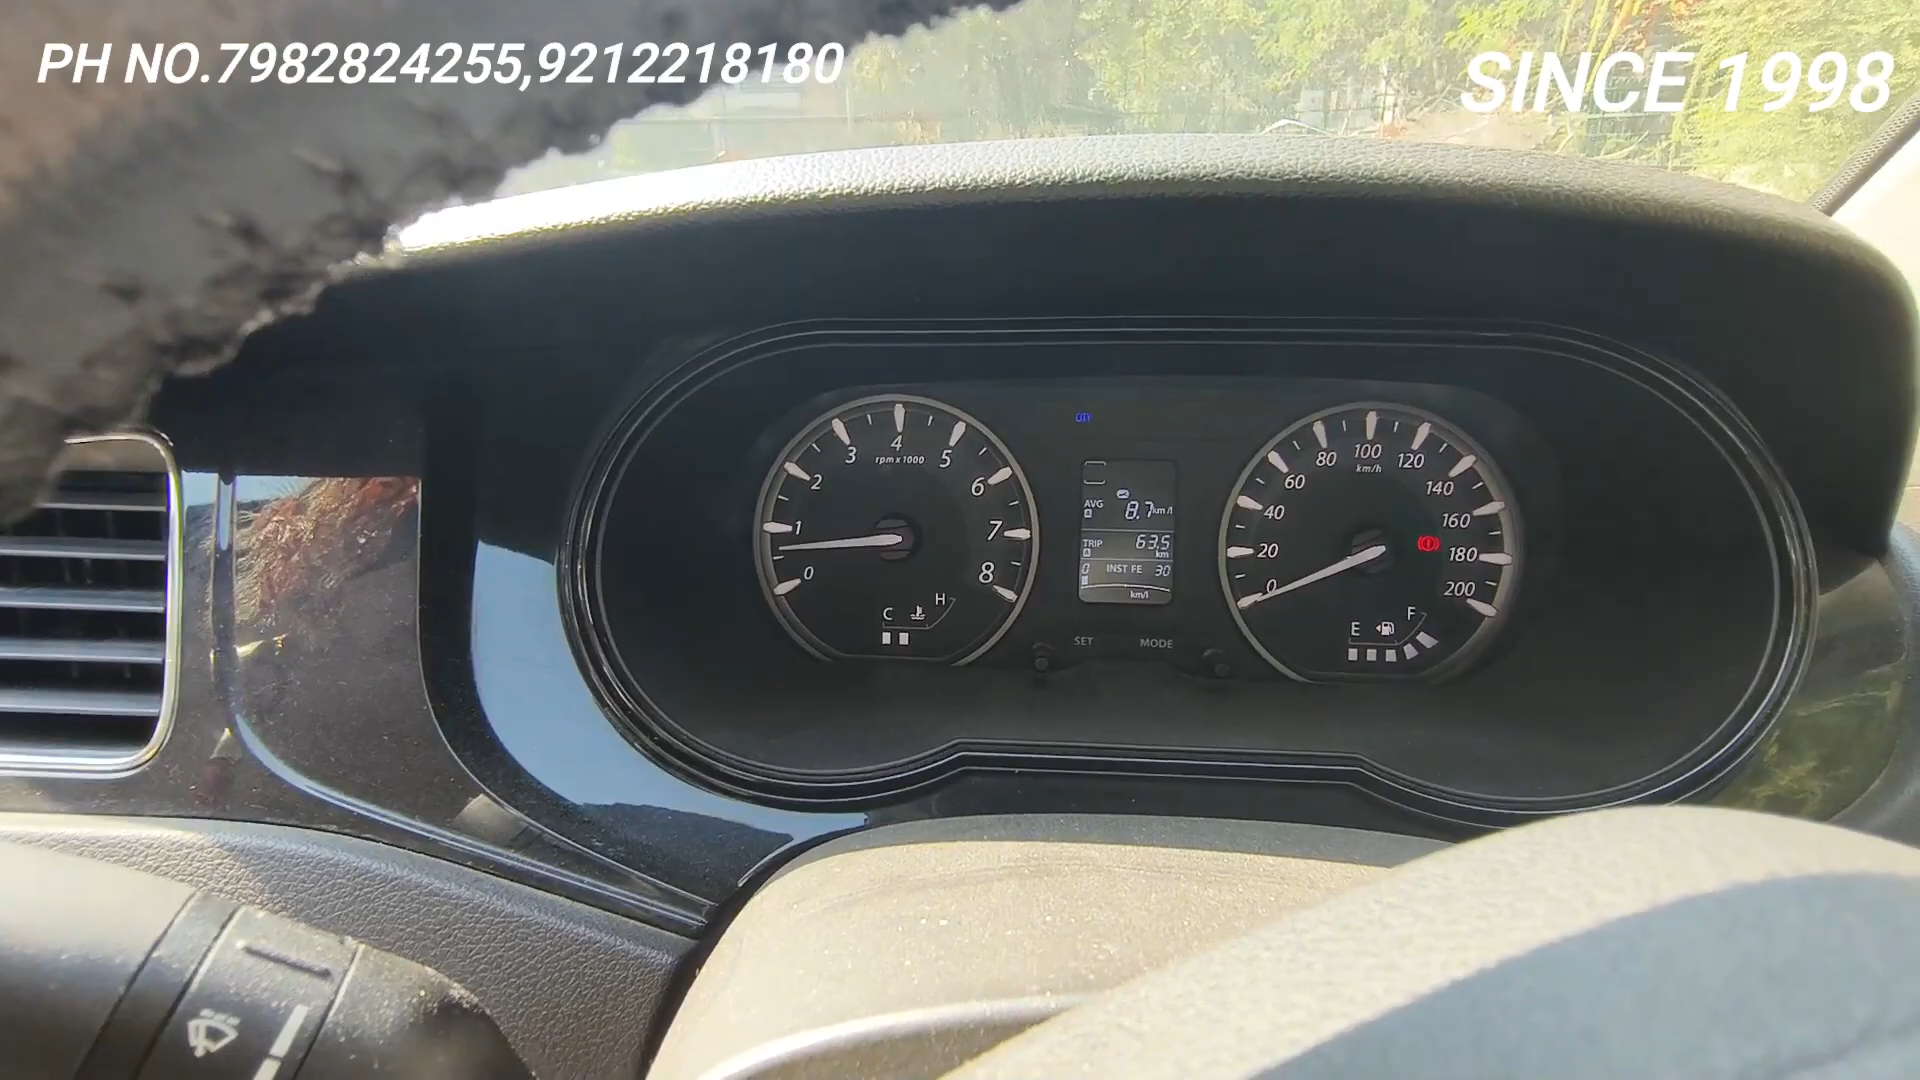 PH NO.7982824255,9212218180
SINCE 1998
0
1
2
3
4
5
6
7
8
rpm x 1000
C
H
CITY
AVG
A
8.7 km/l
TRIP
A
63.5
km
0 INST FE 30
km/l
SET
MODE
0
20
40
60
80
100
120
140
160
180
200
km/h
E
F